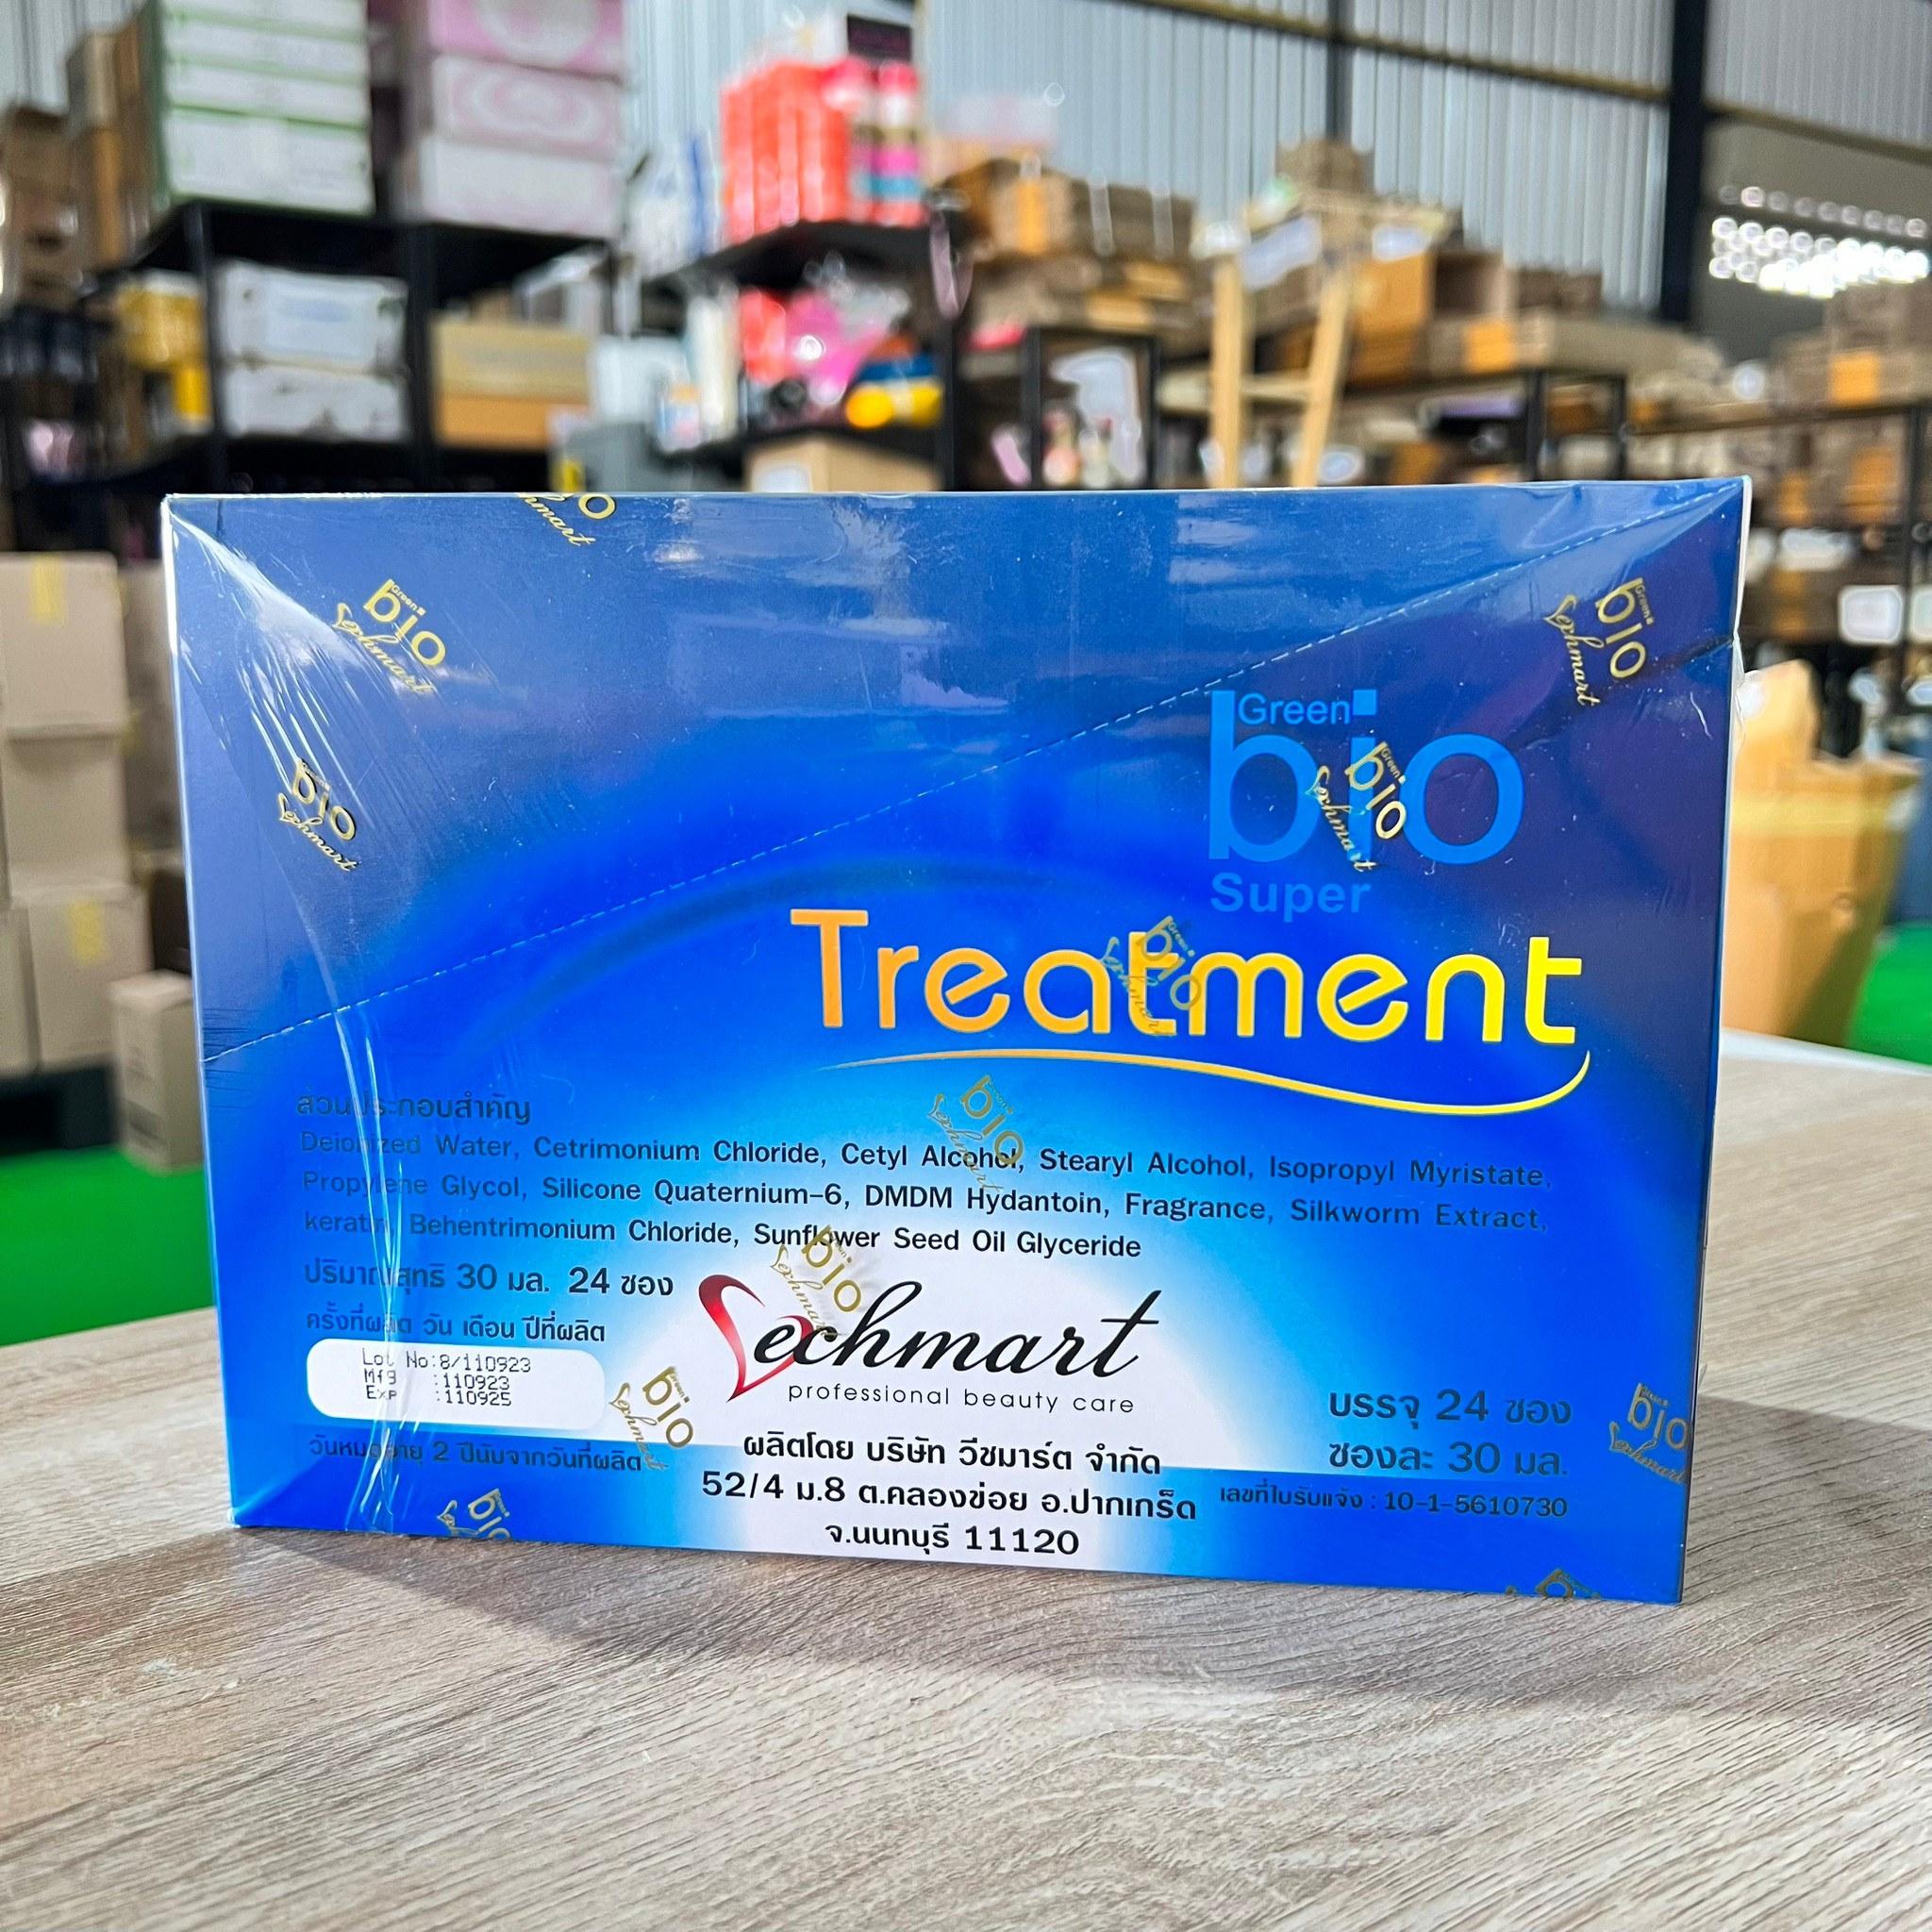 Green
bio
Super
Treatment
ส่วนประกอบสำคัญ
Deionized Water, Cetrimonium Chloride, Cetyl Alcohol, Stearyl Alcohol, Isopropyl Myristate,
Propylene Glycol, Silicone Quaternium-6, DMDM Hydantoin, Fragrance, Silkworm Extract,
keratin, Behentrimonium Chloride, Sunflower Seed Oil Glyceride
ปริมาณสุทธิ 30 มล. 24 ซอง
ครั้งที่ผลิต วัน เดือน ปีที่ผลิต
Lot No:8/110923
Mfg :110923
Exp :110925
วันหมดอายุ 2 ปีนับจากวันที่ผลิต
Vechmart
professional beauty care
ผลิตโดย บริษัท วีชมาร์ต จำกัด
52/4 ม.8 ต.คลองข่อย อ.ปากเกร็ด
จ.นนทบุรี 11120
บรรจุ 24 ซอง
ซองละ 30 มล.
เลขที่ใบรับแจ้ง : 10-1-5610730